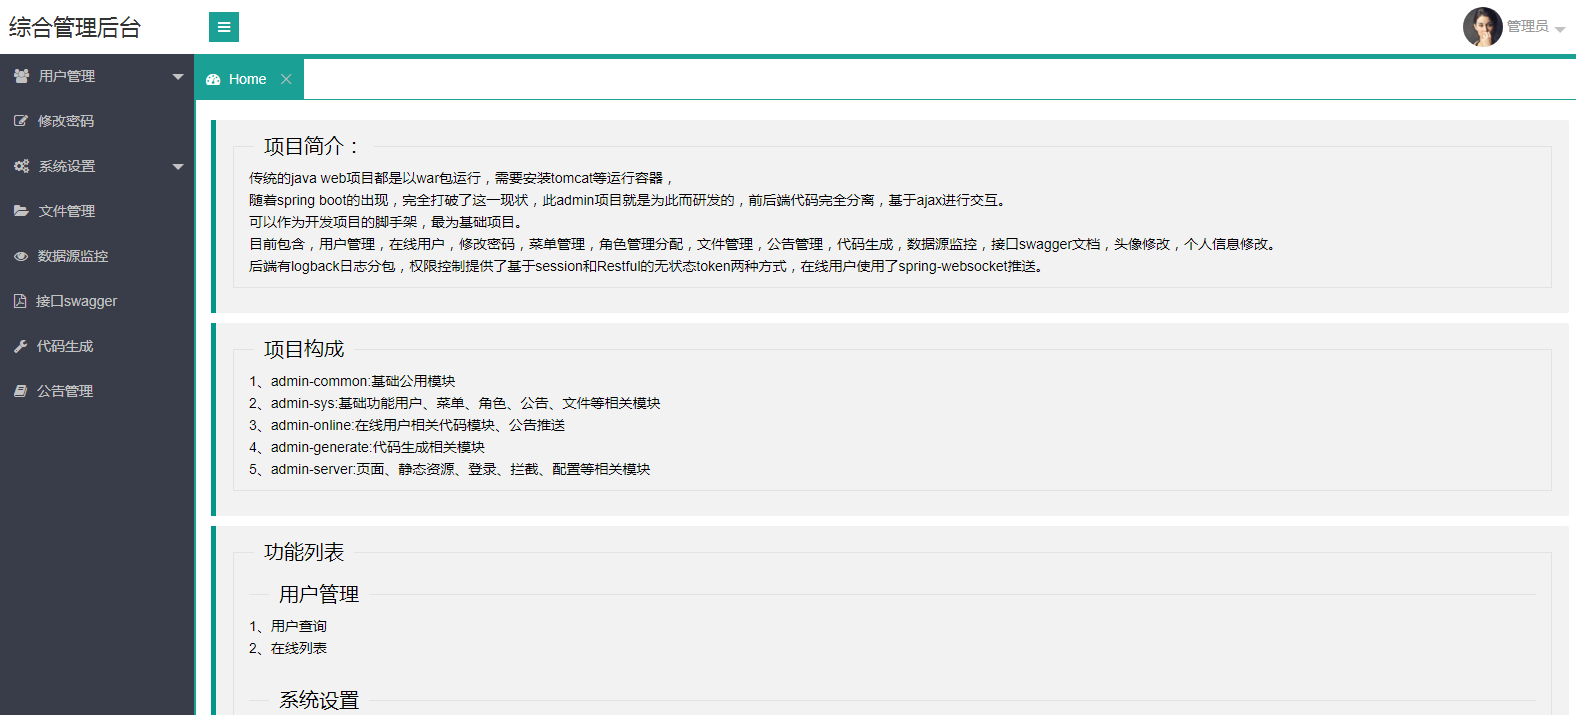 综合管理后台
管理员
用户管理
修改密码
系统设置
文件管理
数据源监控
接口swagger
代码生成
公告管理
Home
项目简介：
传统的java web项目都是以war包运行，需要安装tomcat等运行容器，
随着spring boot的出现，完全打破了这一现状，此admin项目就是为此而研发的，前后端代码完全分离，基于ajax进行交互。
可以作为开发项目的脚手架，最为基础项目。
目前包含，用户管理，在线用户，修改密码，菜单管理，角色管理分配，文件管理，公告管理，代码生成，数据源监控，接口swagger文档，头像修改，个人信息修改。
后端有logback日志分包，权限控制提供了基于session和Restful的无状态token两种方式，在线用户使用了spring-websocket推送。
项目构成
1、admin-common:基础公用模块
2、admin-sys:基础功能用户、菜单、角色、公告、文件等相关模块
3、admin-online:在线用户相关代码模块、公告推送
4、admin-generate:代码生成相关模块
5、admin-server:页面、静态资源、登录、拦截、配置等相关模块
功能列表
用户管理
1、用户查询
2、在线列表
系统设置